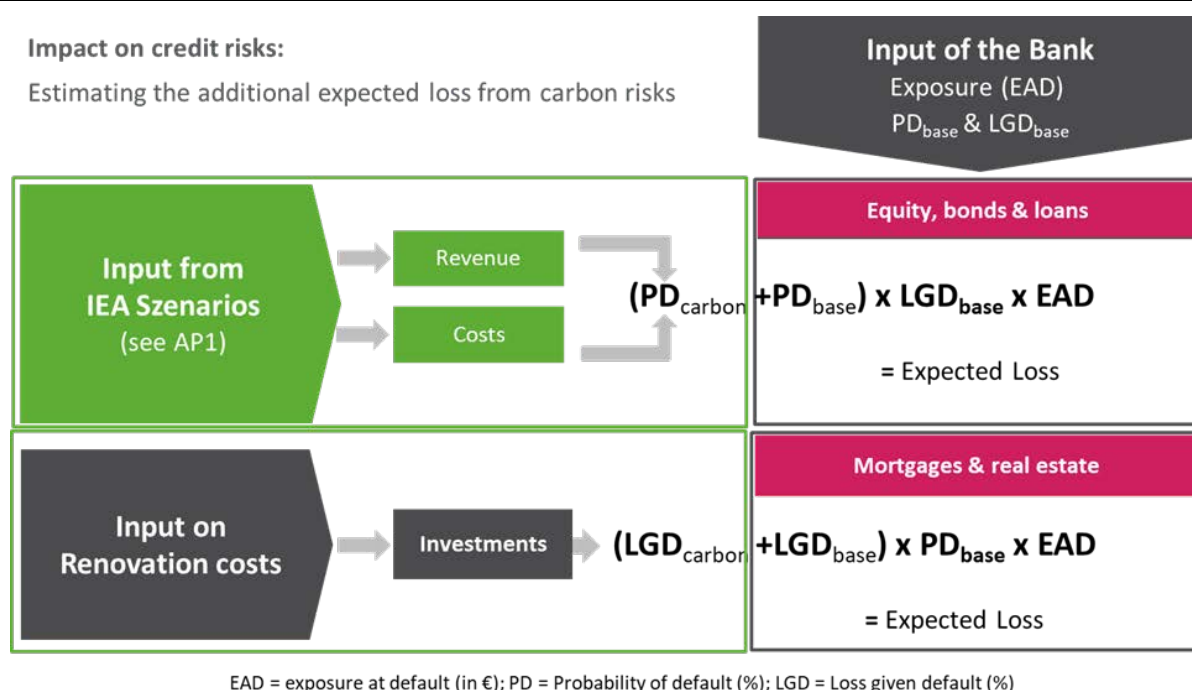 Impact on credit risks:
Estimating the additional expected loss from carbon risks
Input of the Bank
Exposure (EAD)
PDbase & LGDbase
Equity, bonds & loans
Input from
IEA Szenarios
(see AP1)
Revenue
Costs
(PDcarbon +PDbase) x LGDbase x EAD
= Expected Loss
Mortgages & real estate
Input on
Renovation costs
Investments
(LGDcarbon +LGDbase) x PDbase x EAD
= Expected Loss
EAD = exposure at default (in €); PD = Probability of default (%); LGD = Loss given default (%)